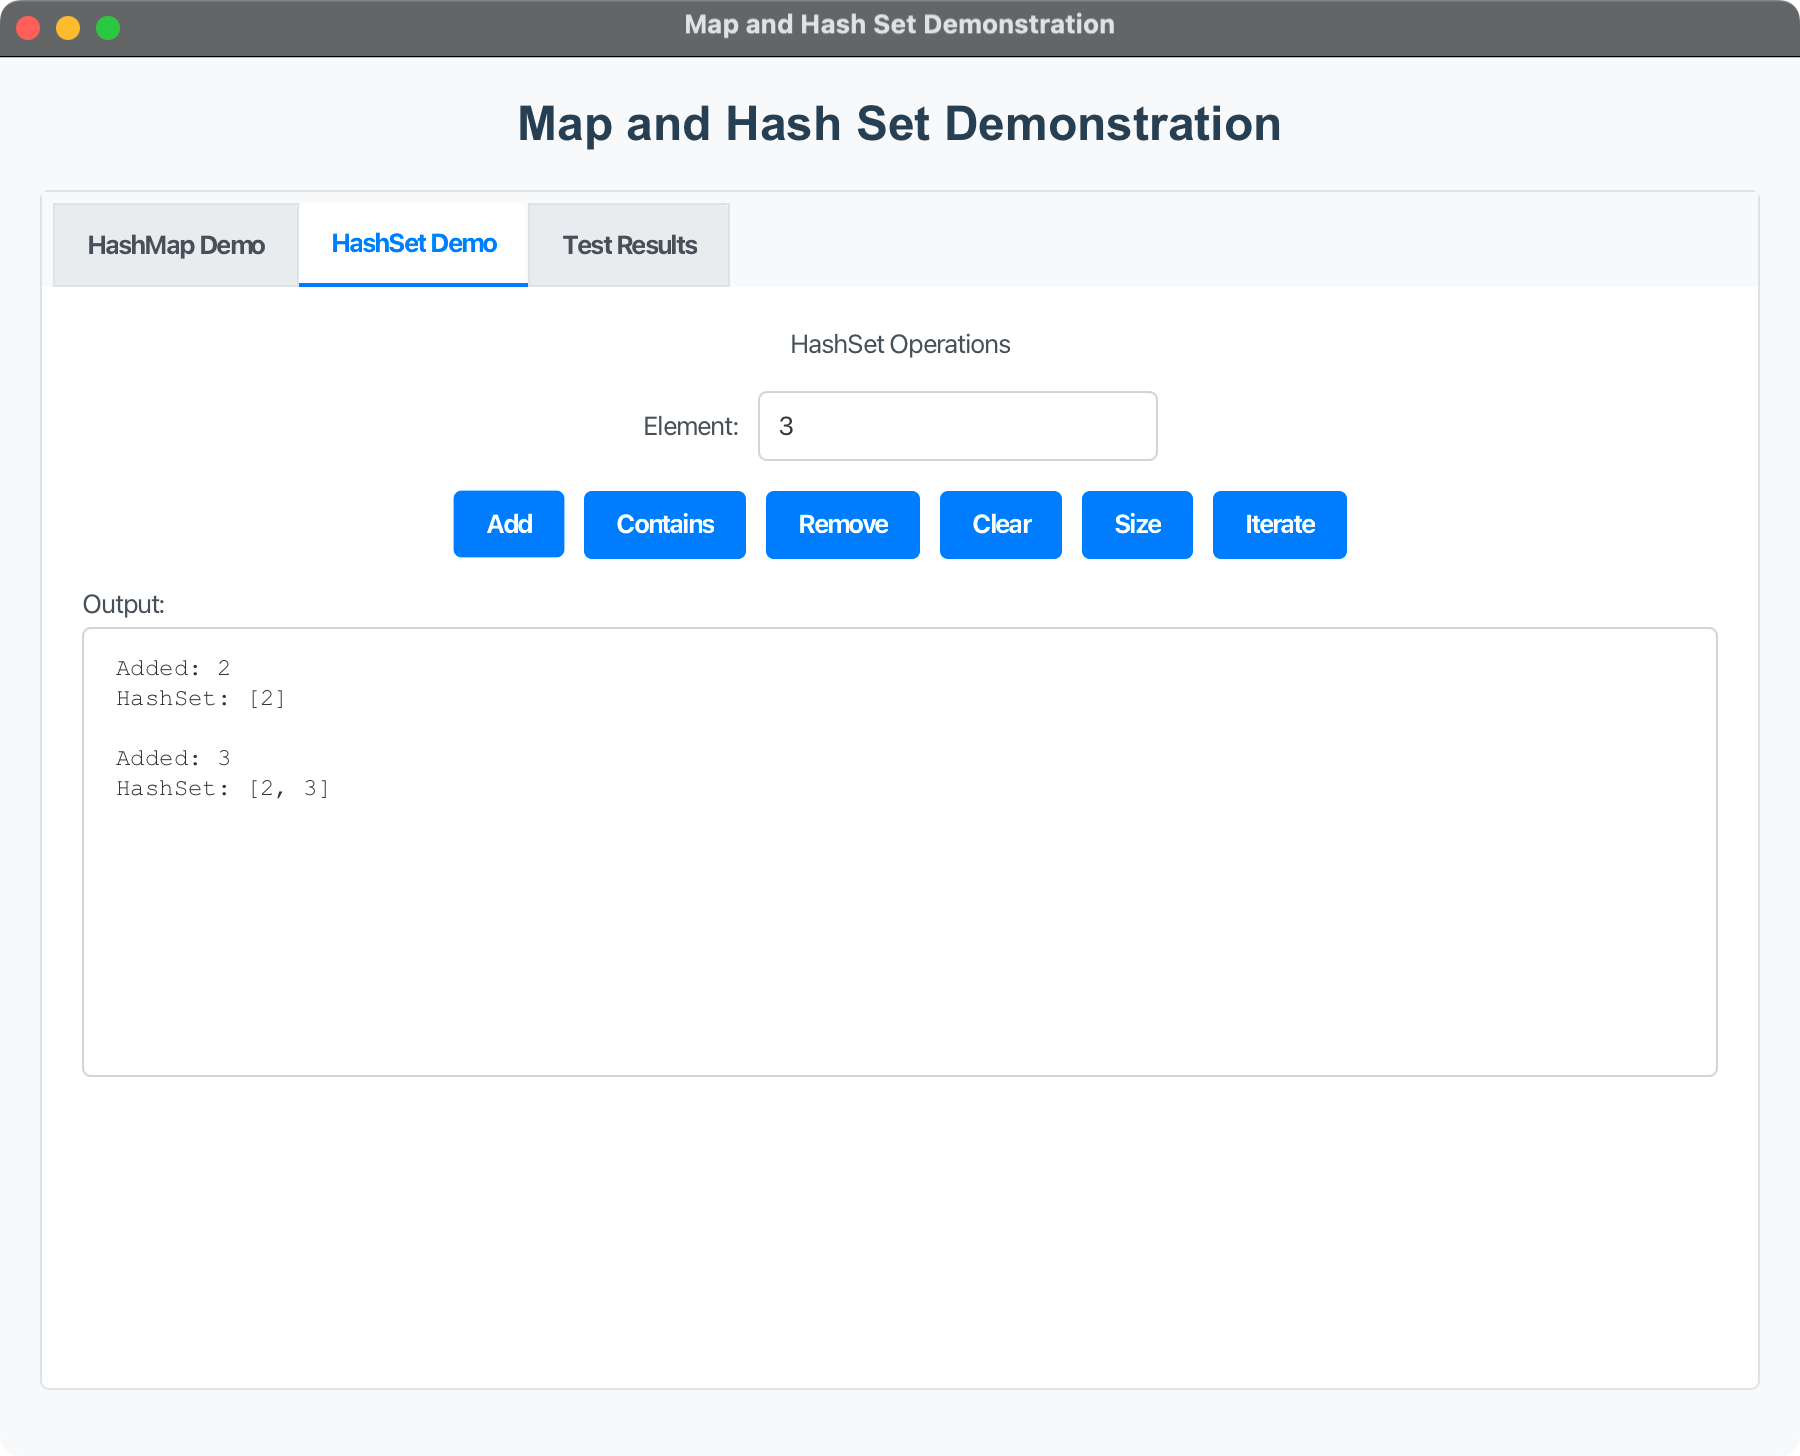 Map and Hash Set Demonstration
Map and Hash Set Demonstration
HashMap Demo HashSet Demo Test Results
HashSet Operations
Element: 3
Add Contains Remove Clear Size Iterate
Output:
Added: 2
HashSet: [2]
Added: 3
HashSet: [2, 3]